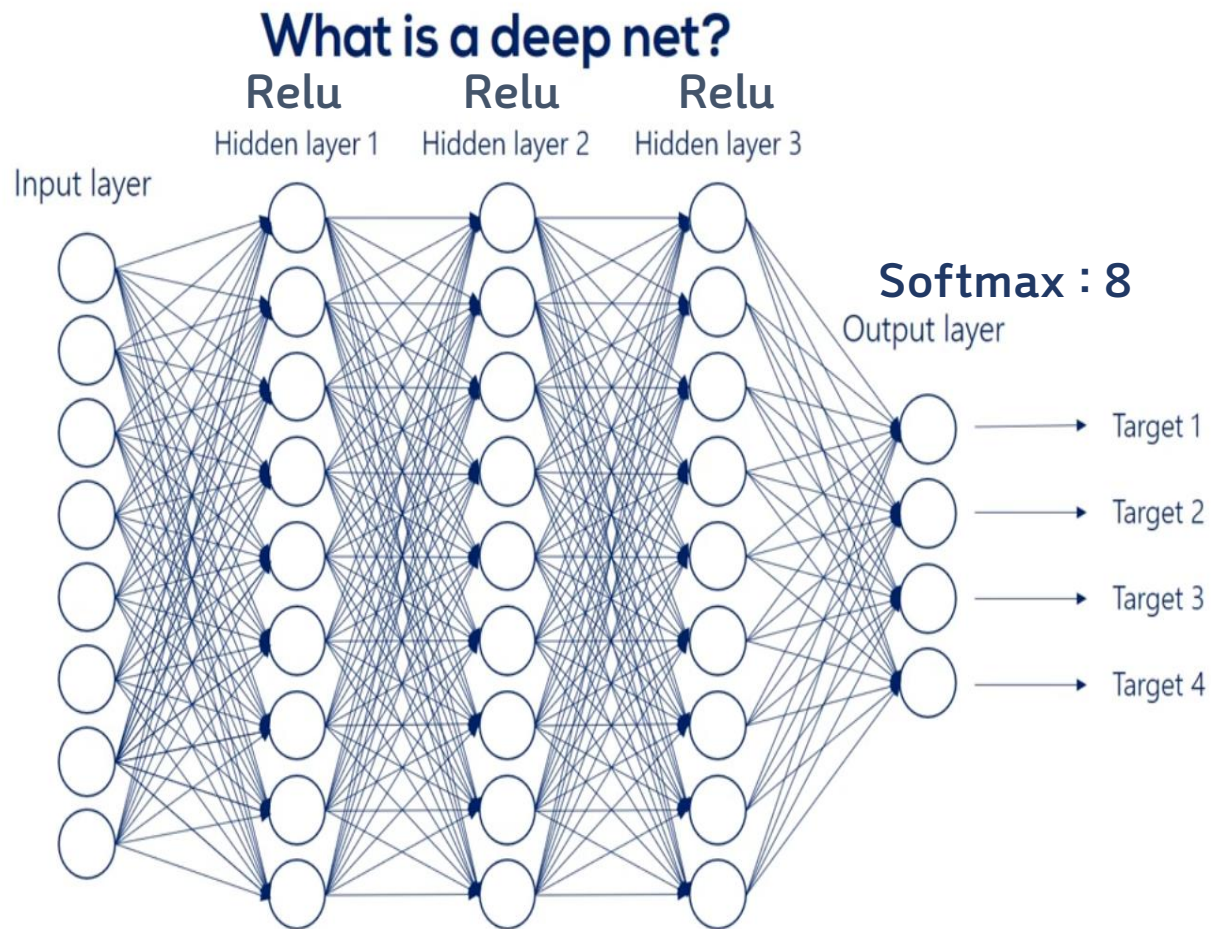 What is a deep net?
Relu Relu Relu
Hidden layer 1 Hidden layer 2 Hidden layer 3
Input layer
Softmax : 8
Output layer
Target 1
Target 2
Target 3
Target 4